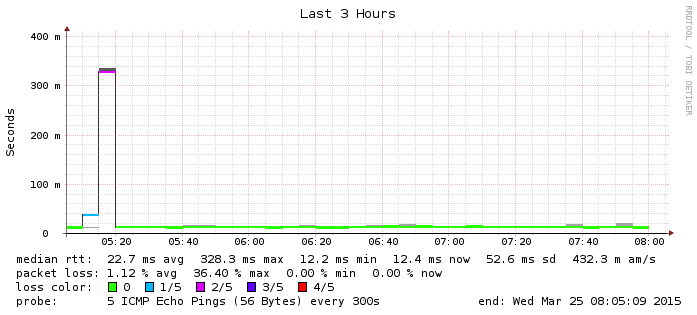 Last 3 Hours
RRDTOOL / TOBI OETIKER
Seconds
400 m
300 m
200 m
100 m
0
05:20 05:40 06:00 06:20 06:40 07:00 07:20 07:40 08:00
median rtt: 22.7 ms avg 328.3 ms max 12.2 ms min 12.4 ms now 52.6 ms sd 432.3 m am/s
packet loss: 1.12 % avg 36.40 % max 0.00 % min 0.00 % now
loss color: 0 1/5 2/5 3/5 4/5
probe: 5 ICMP Echo Pings (56 Bytes) every 300s end: Wed Mar 25 08:05:09 2015